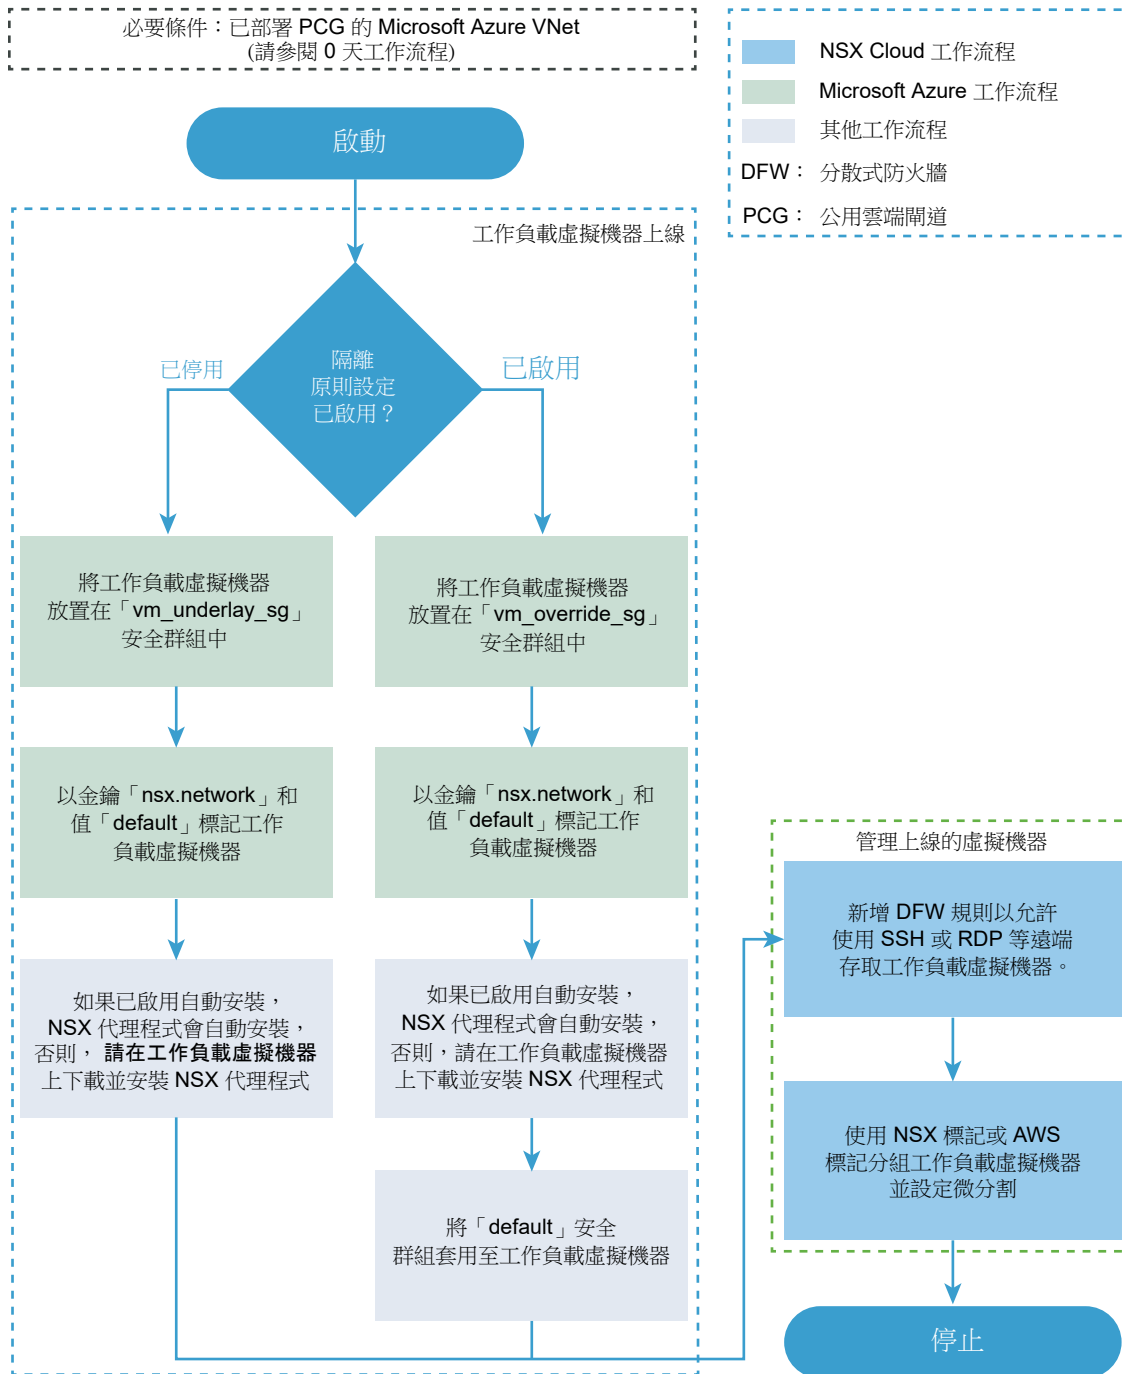 必要條件：已部署 PCG 的 Microsoft Azure VNet
(請參閱 0 天工作流程)
NSX Cloud 工作流程
Microsoft Azure 工作流程
其他工作流程
DFW： 分散式防火牆
PCG： 公用雲端閘道
啟動
工作負載虛擬機器上線
隔離
原則設定
已啟用？
已停用
已啟用
將工作負載虛擬機器
放置在「vm_underlay_sg」
安全群組中
將工作負載虛擬機器
放置在「vm_override_sg」
安全群組中
以金鑰「nsx.network」和
值「default」標記工作
負載虛擬機器
以金鑰「nsx.network」和
值「default」標記工作
負載虛擬機器
如果已啟用自動安裝，
NSX 代理程式會自動安裝，
否則， 請在工作負載虛擬機器
上下載並安裝 NSX 代理程式
如果已啟用自動安裝，
NSX 代理程式會自動安裝，
否則，請在工作負載虛擬機器
上下載並安裝 NSX 代理程式
將「default」安全
群組套用至工作負載虛擬機器
管理上線的虛擬機器
新增 DFW 規則以允許
使用 SSH 或 RDP 等遠端
存取工作負載虛擬機器。
使用 NSX 標記或 AWS
標記分組工作負載虛擬機器
並設定微分割
停止